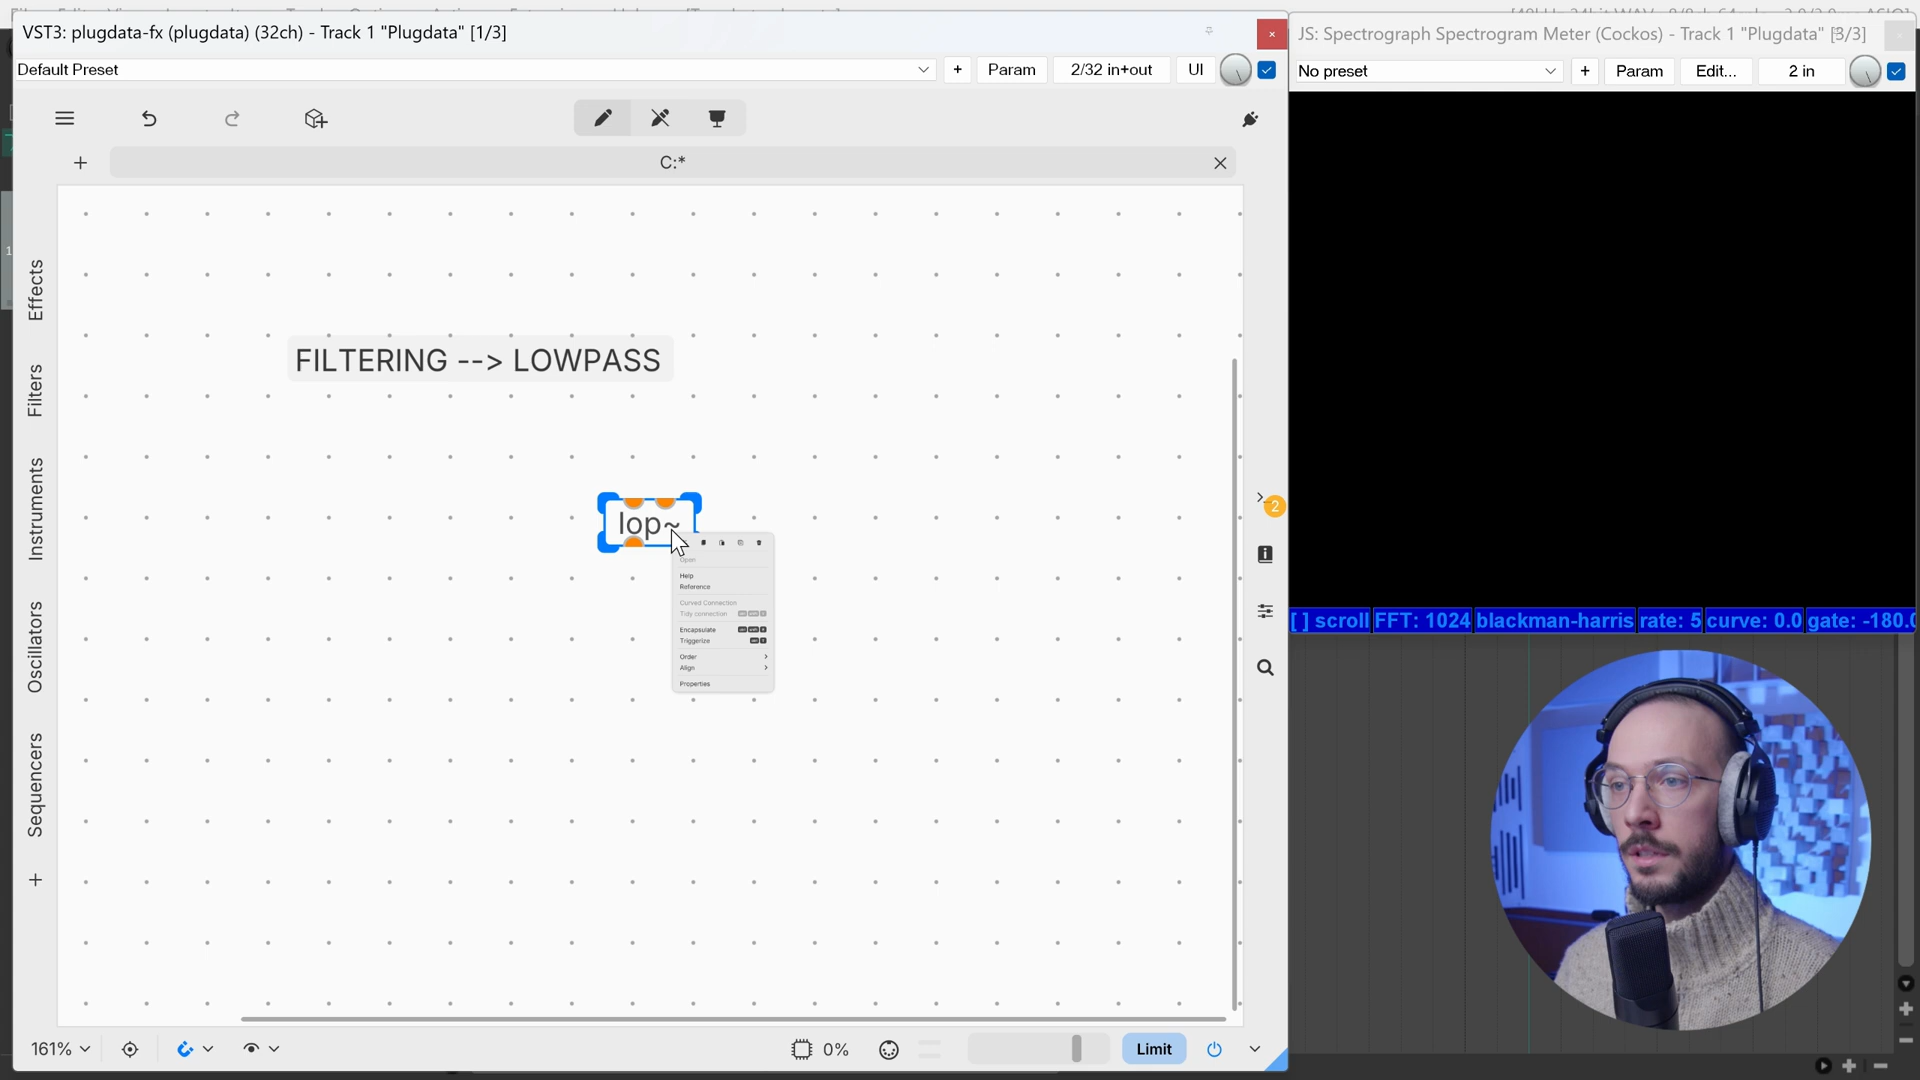 VST3: plugdata-fx (plugdata) (32ch) - Track 1 "Plugdata" [1/3]
JS: Spectrograph Spectrogram Meter (Cockos) - Track 1 "Plugdata" [3/3]
Default Preset
+
Param
2/32 in+out
UI
No preset
+
Param
Edit...
2 in
C:*
Effects
Filters
Instruments
Oscillators
Sequencers
FILTERING --> LOWPASS
lop~
Open
Help
Reference
Curved Connection
Tidy connection
Encapsulate
Triggerize
Order
Align
Properties
2
1
[ ] scroll
FFT: 1024
blackman-harris
rate: 5
curve: 0.0
gate: -180.0
161%
0%
Limit